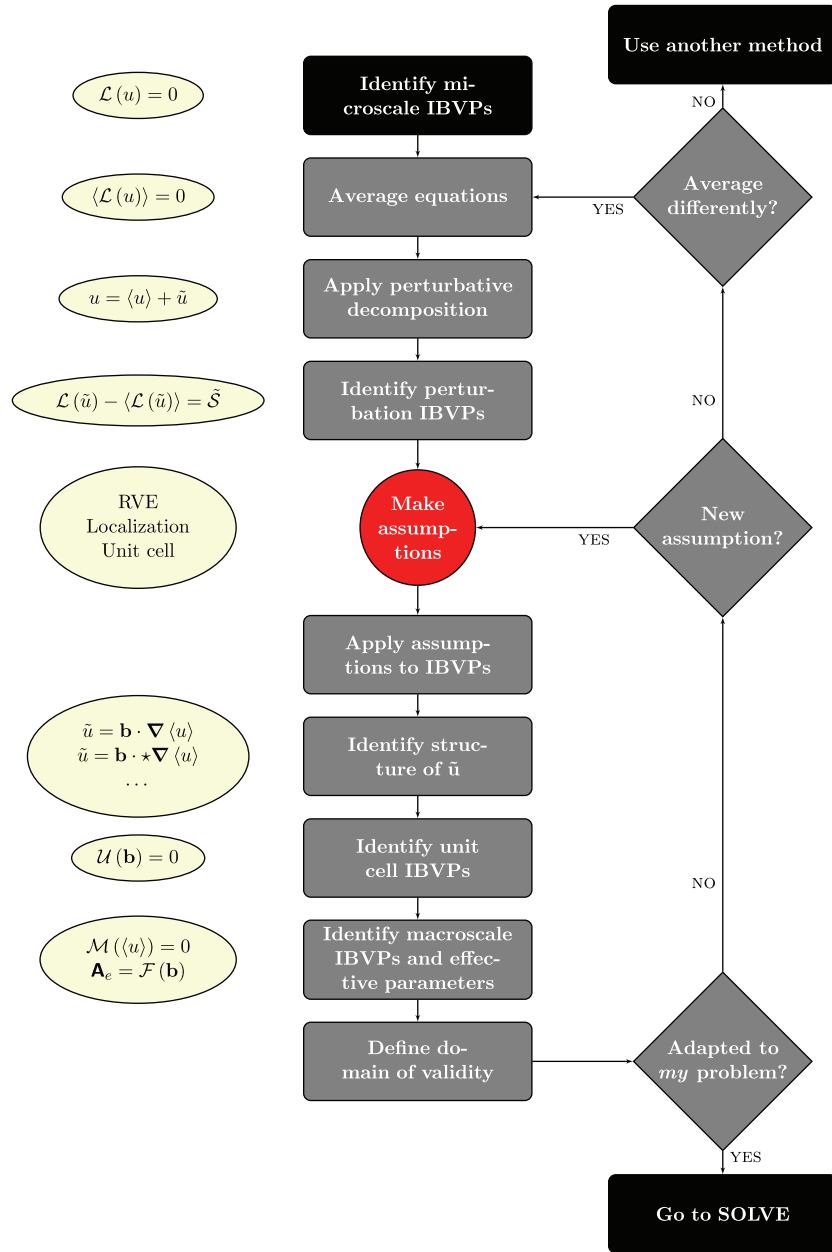 Use another method
Identify mi-
croscale IBVPs
ℒ (u) = 0
NO
Average
differently?
YES
Average equations
⟨ℒ (u)⟩ = 0
Apply perturbative
decomposition
u = ⟨u⟩ + ũ
Identify pertur-
bation IBVPs
ℒ (ũ) − ⟨ℒ (ũ)⟩ = 𝒮̃
NO
RVE
Localization
Unit cell
Make
assump-
tions
YES
New
assumption?
Apply assump-
tions to IBVPs
ũ = 𝐛 · 𝛁 ⟨u⟩
ũ = 𝐛 · ⋆𝛁 ⟨u⟩
...
Identify struc-
ture of ũ
𝒰 (𝐛) = 0
Identify unit
cell IBVPs
NO
ℳ (⟨u⟩) = 0
𝗔ₑ = ℱ (𝐛)
Identify macroscale
IBVPs and effec-
tive parameters
Define do-
main of validity
Adapted to
my problem?
YES
Go to SOLVE